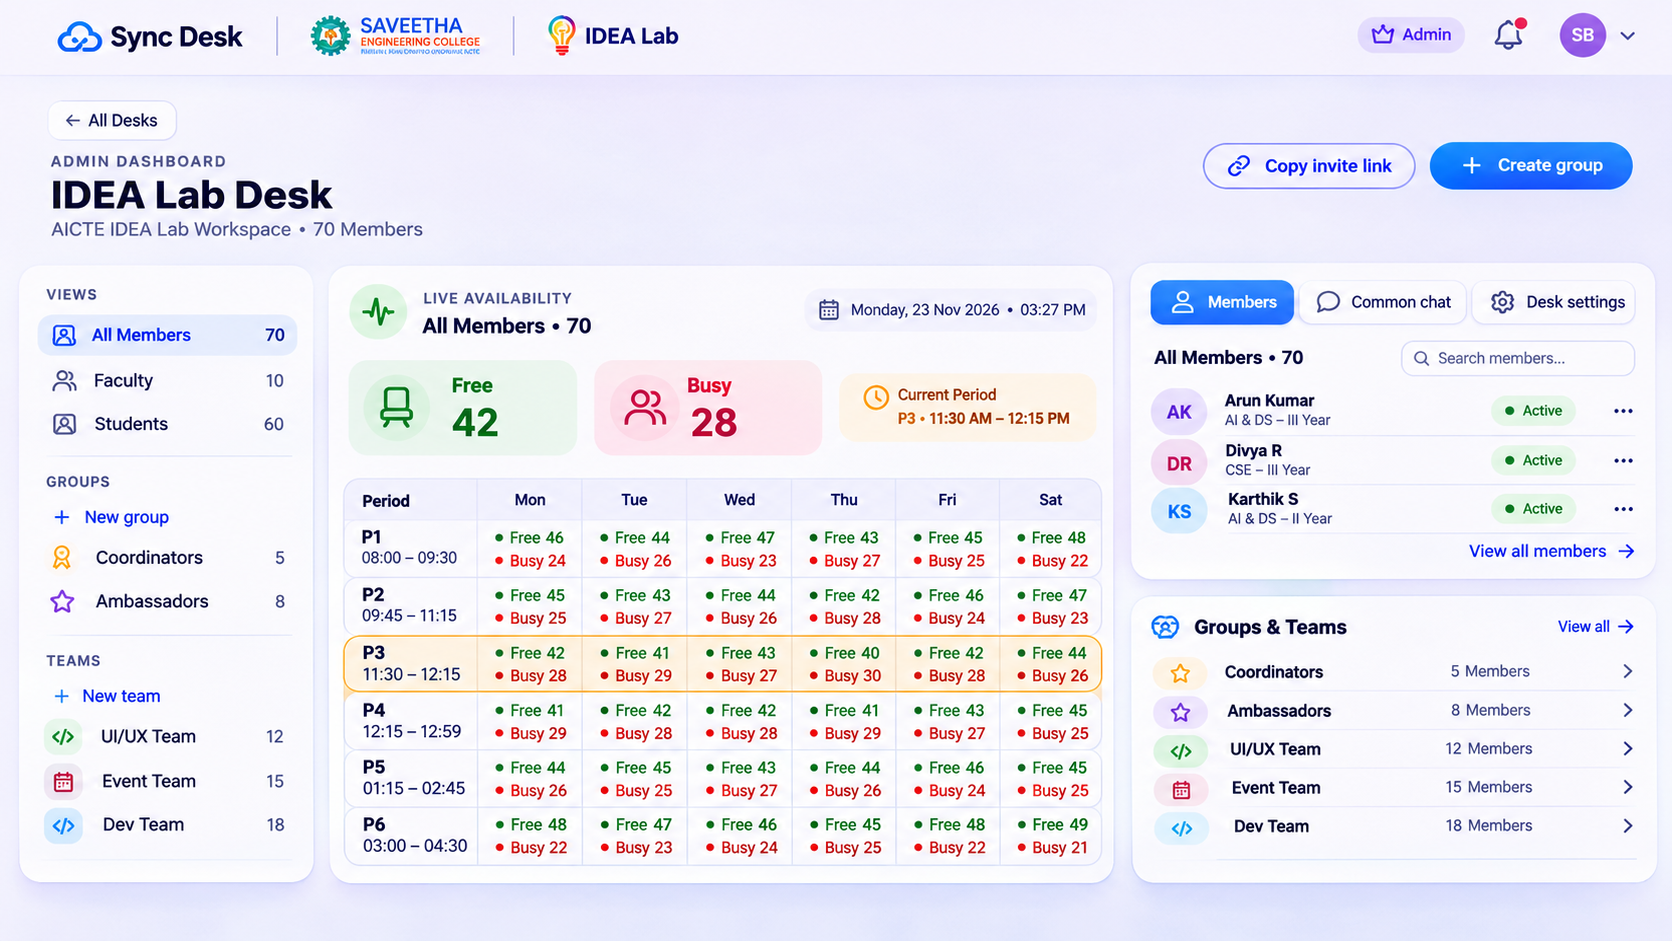 Sync Desk
SAVEETHA
ENGINEERING COLLEGE
IDEA Lab
Admin
SB
← All Desks
ADMIN DASHBOARD
IDEA Lab Desk
AICTE IDEA Lab Workspace • 70 Members
Copy invite link
+ Create group
VIEWS
All Members 70
Faculty 10
Students 60
GROUPS
+ New group
Coordinators 5
Ambassadors 8
TEAMS
+ New team
UI/UX Team 12
Event Team 15
Dev Team 18
LIVE AVAILABILITY
All Members • 70
Monday, 23 Nov 2026 • 03:27 PM
Free
42
Busy
28
Current Period
P3 • 11:30 AM – 12:15 PM
Period Mon Tue Wed Thu Fri Sat
P1 Free 46 Free 44 Free 47 Free 43 Free 45 Free 48
08:00 – 09:30 Busy 24 Busy 26 Busy 23 Busy 27 Busy 25 Busy 22
P2 Free 45 Free 43 Free 44 Free 42 Free 46 Free 47
09:45 – 11:15 Busy 25 Busy 27 Busy 26 Busy 28 Busy 24 Busy 23
P3 Free 42 Free 41 Free 43 Free 40 Free 42 Free 44
11:30 – 12:15 Busy 28 Busy 29 Busy 27 Busy 30 Busy 28 Busy 26
P4 Free 41 Free 42 Free 42 Free 41 Free 43 Free 45
12:15 – 12:59 Busy 29 Busy 28 Busy 28 Busy 29 Busy 27 Busy 25
P5 Free 44 Free 45 Free 43 Free 44 Free 46 Free 45
01:15 – 02:45 Busy 26 Busy 25 Busy 27 Busy 26 Busy 24 Busy 25
P6 Free 48 Free 47 Free 46 Free 45 Free 48 Free 49
03:00 – 04:30 Busy 22 Busy 23 Busy 24 Busy 25 Busy 22 Busy 21
Members
Common chat
Desk settings
All Members • 70
Search members...
AK Arun Kumar Active
AI & DS – III Year
DR Divya R Active
CSE – III Year
KS Karthik S Active
AI & DS – II Year
View all members →
Groups & Teams
View all →
Coordinators 5 Members
Ambassadors 8 Members
UI/UX Team 12 Members
Event Team 15 Members
Dev Team 18 Members